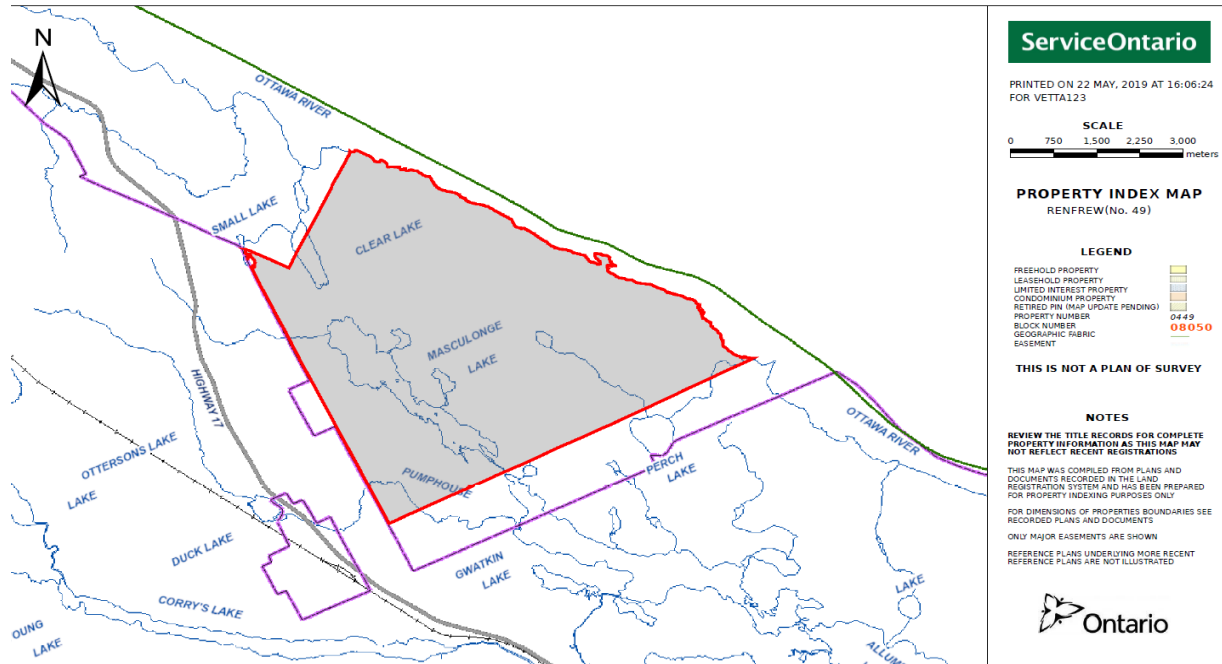 N
OTTAWA RIVER
SMALL LAKE
CLEAR LAKE
MASCULONGE
LAKE
HIGHWAY 17
OTTERSONS LAKE
LAKE
PUMPHOUSE
PERCH
LAKE
OTTAWA RIVER
DUCK LAKE
GWATKIN
LAKE
CORRY'S LAKE
OUNG
LAKE
LAKE
ALLUM
ServiceOntario
PRINTED ON 22 MAY, 2019 AT 16:06:24
FOR VETTA123
SCALE
0 750 1,500 2,250 3,000
meters
PROPERTY INDEX MAP
RENFREW(No. 49)
LEGEND
FREEHOLD PROPERTY
LEASEHOLD PROPERTY
LIMITED INTEREST PROPERTY
CONDOMINIUM PROPERTY
RETIRED PIN (MAP UPDATE PENDING)
PROPERTY NUMBER 0449
BLOCK NUMBER 08050
GEOGRAPHIC FABRIC
EASEMENT
THIS IS NOT A PLAN OF SURVEY
NOTES
REVIEW THE TITLE RECORDS FOR COMPLETE
PROPERTY INFORMATION AS THIS MAP MAY
NOT REFLECT RECENT REGISTRATIONS
THIS MAP WAS COMPILED FROM PLANS AND
DOCUMENTS RECORDED IN THE LAND
REGISTRATION SYSTEM AND HAS BEEN PREPARED
FOR PROPERTY INDEXING PURPOSES ONLY
FOR DIMENSIONS OF PROPERTIES BOUNDARIES SEE
RECORDED PLANS AND DOCUMENTS
ONLY MAJOR EASEMENTS ARE SHOWN
REFERENCE PLANS UNDERLYING MORE RECENT
REFERENCE PLANS ARE NOT ILLUSTRATED
Ontario